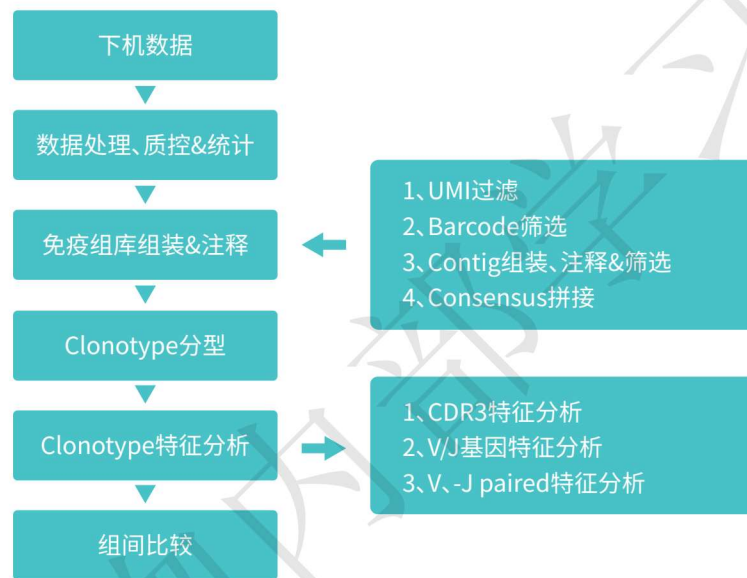 下机数据
数据处理、质控&统计
免疫组库组装&注释
1、UMI过滤
2、Barcode筛选
3、Contig组装、注释&筛选
4、Consensus拼接
Clonotype分型
Clonotype特征分析
1、CDR3特征分析
2、V/J基因特征分析
3、V、-J paired特征分析
组间比较
内部学习